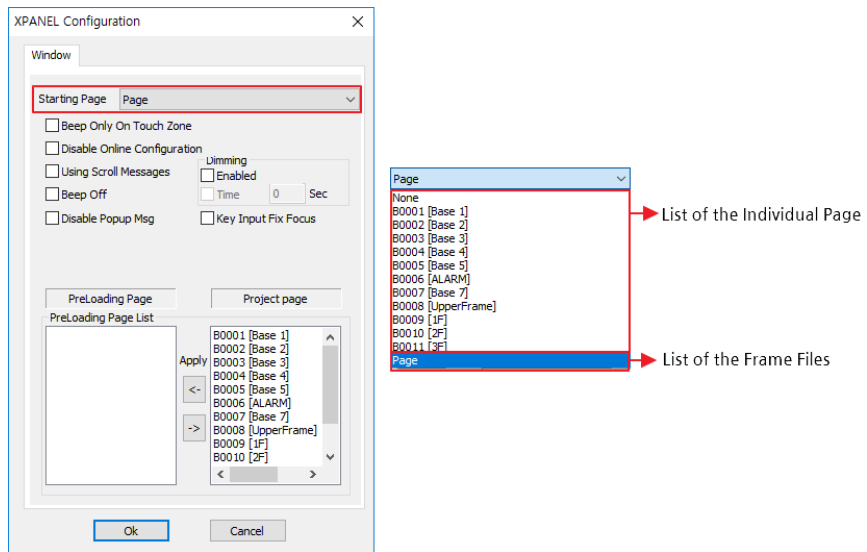 XPANEL Configuration
Window
Starting Page Page
Beep Only On Touch Zone
Disable Online Configuration
Using Scroll Messages
Beep Off
Disable Popup Msg
Dimming
Enabled
Time 0 Sec
Key Input Fix Focus
PreLoading Page
Project page
PreLoading Page List
Apply
<-
->
B0001 [Base 1]
B0002 [Base 2]
B0003 [Base 3]
B0004 [Base 4]
B0005 [Base 5]
B0006 [ALARM]
B0007 [Base 7]
B0008 [UpperFrame]
B0009 [1F]
B0010 [2F]
Ok
Cancel
Page
None
B0001 [Base 1]
B0002 [Base 2]
B0003 [Base 3]
B0004 [Base 4]
B0005 [Base 5]
B0006 [ALARM]
B0007 [Base 7]
B0008 [UpperFrame]
B0009 [1F]
B0010 [2F]
B0011 [3F]
Page
List of the Individual Page
List of the Frame Files